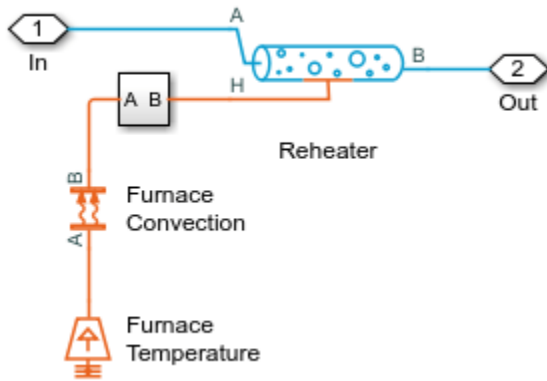 1
In
A
B
2
Out
H
A B
Reheater
B
Furnace
Convection
A
Furnace
Temperature